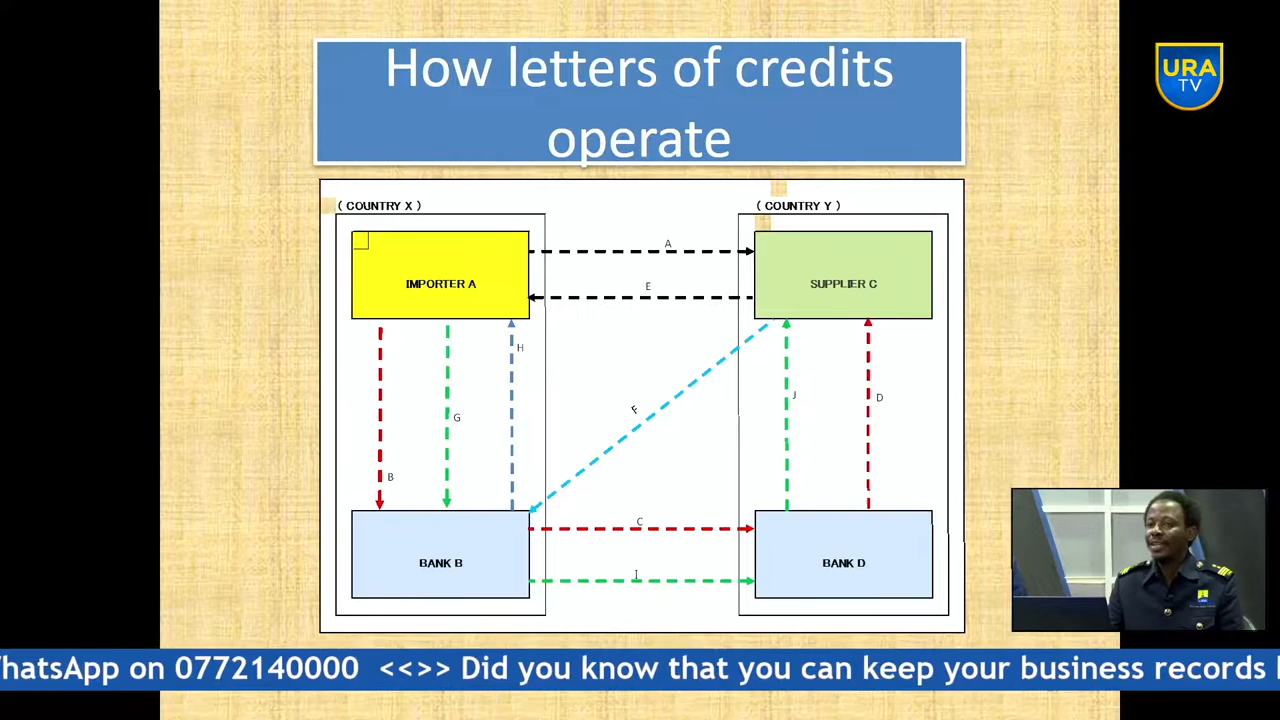 How letters of credits
operate
URA
TV
( COUNTRY X )
( COUNTRY Y )
A
IMPORTER A
E
SUPPLIER C
H
F
J
D
G
B
C
BANK B
I
BANK D
WhatsApp on 0772140000 <<>> Did you know that you can keep your business records